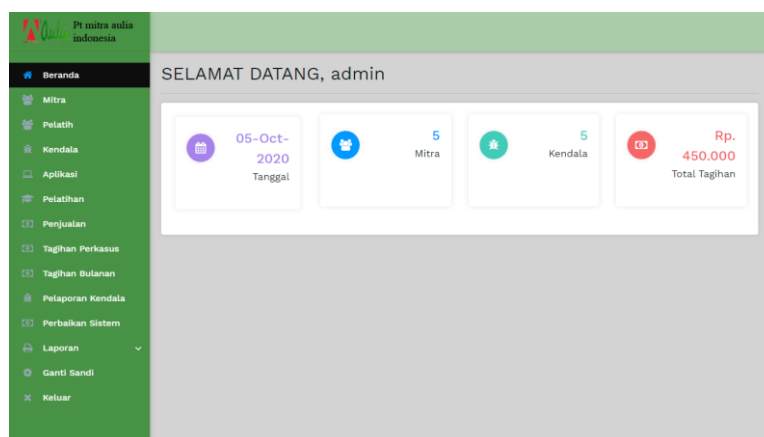 Aulia Pt mitra aulia
indonesia
Beranda
Mitra
Pelatih
Kendala
Aplikasi
Pelatihan
Penjualan
Tagihan Perkasus
Tagihan Bulanan
Pelaporan Kendala
Perbaikan Sistem
Laporan
Ganti Sandi
Keluar
SELAMAT DATANG, admin
05-Oct-
2020
Tanggal
5
Mitra
5
Kendala
Rp.
450.000
Total Tagihan